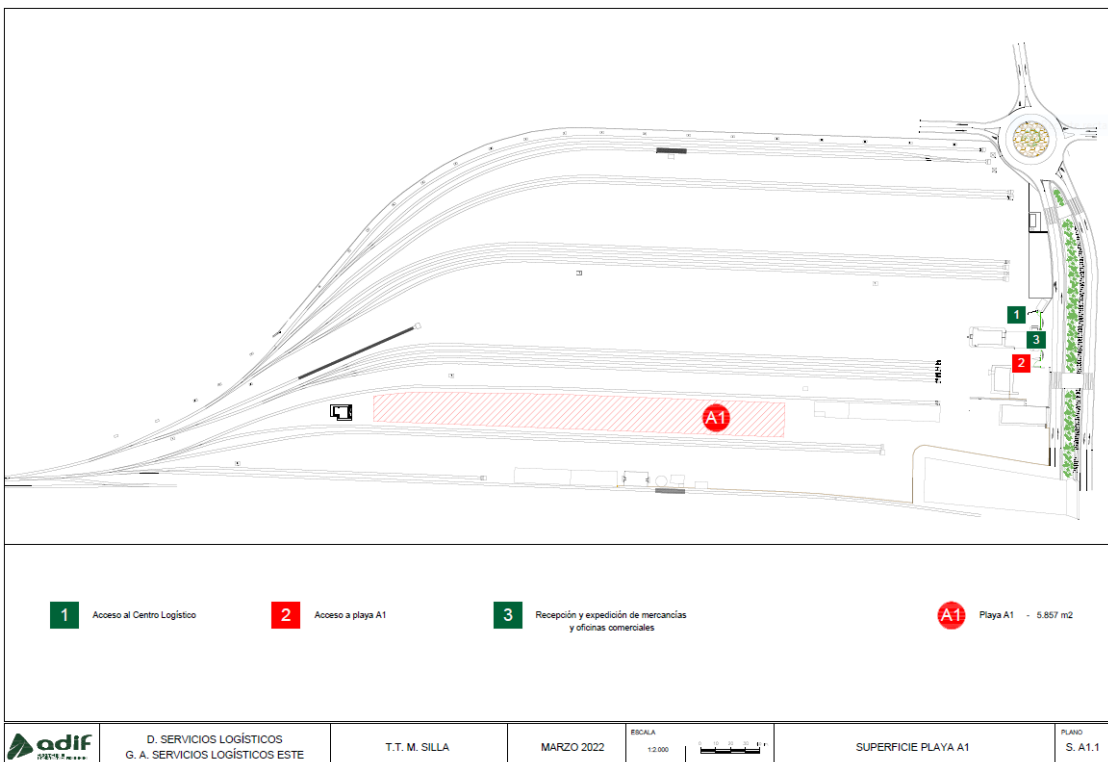 1
3
2
A1
1 Acceso al Centro Logístico
2 Acceso a playa A1
3 Recepción y expedición de mercancías
y oficinas comerciales
A1 Playa A1 - 5.857 m2
adif
D. SERVICIOS LOGÍSTICOS
G. A. SERVICIOS LOGÍSTICOS ESTE
T.T. M. SILLA
MARZO 2022
ESCALA
1:2.000
SUPERFICIE PLAYA A1
PLANO
S. A1.1